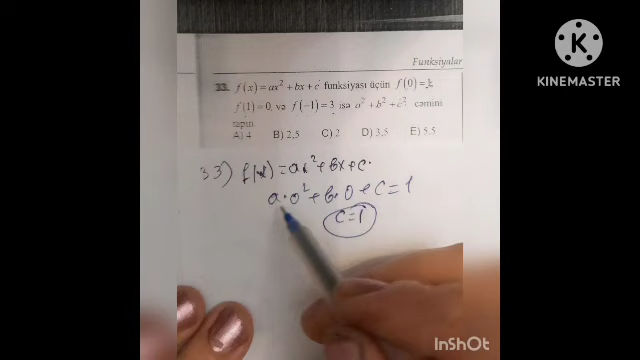 Funksiyalar
KINEMASTER
33. f(x) = ax² + bx + c funksiyası üçün f(0) =
f(1) = 0, və f(−1) = 3 isə a² + b² + c² cəmini
tapın.
A) 4 B) 2,5 C) 2 D) 3,5 E) 5,5
33) f(x) = ax² + bx + c.
a·0² + b·0 + c = 1
c = 1
InShOt